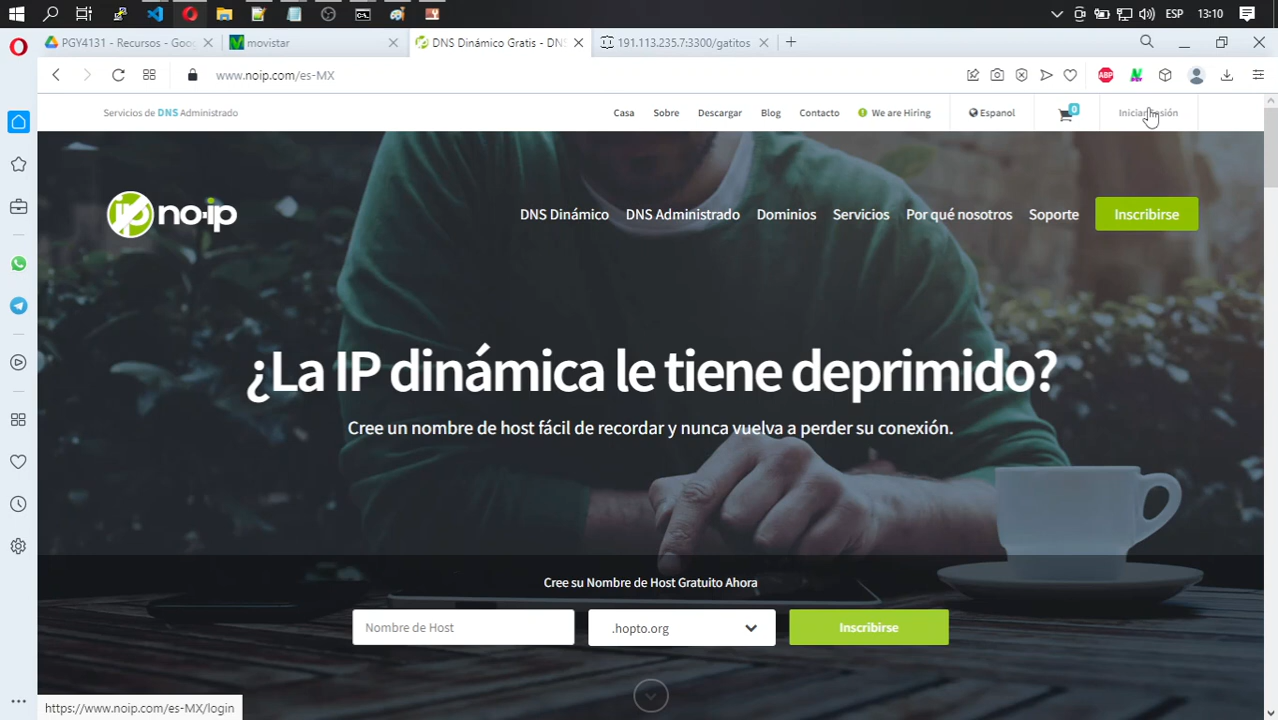 ESP
13:10
PGY4131 - Recursos - Goo
movistar
DNS Dinámico Gratis - DN
191.113.235.7:3300/gatitos
www.noip.com/es-MX
ABP
Servicios de DNS Administrado
Casa
Sobre
Descargar
Blog
Contacto
We are Hiring
Espanol
0
Iniciar sesión
no-ip
DNS Dinámico
DNS Administrado
Dominios
Servicios
Por qué nosotros
Soporte
Inscribirse
¿La IP dinámica le tiene deprimido?
Cree un nombre de host fácil de recordar y nunca vuelva a perder su conexión.
Cree su Nombre de Host Gratuito Ahora
Nombre de Host
.hopto.org
Inscribirse
https://www.noip.com/es-MX/login